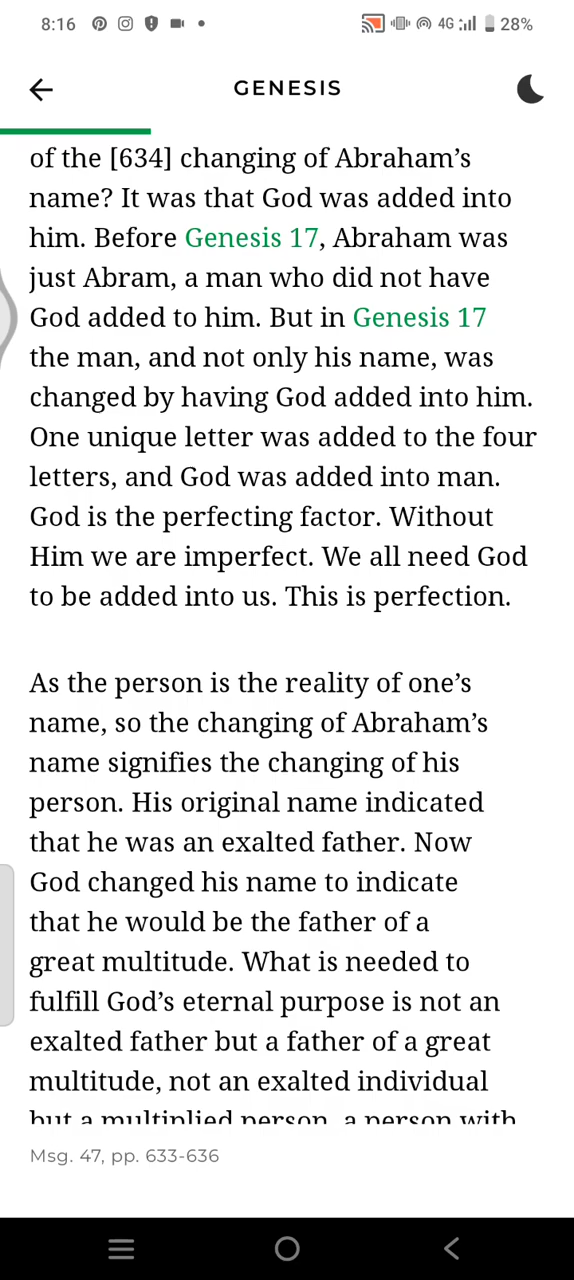 8:16
4G 28%
GENESIS
of the [634] changing of Abraham’s
name? It was that God was added into
him. Before Genesis 17, Abraham was
just Abram, a man who did not have
God added to him. But in Genesis 17
the man, and not only his name, was
changed by having God added into him.
One unique letter was added to the four
letters, and God was added into man.
God is the perfecting factor. Without
Him we are imperfect. We all need God
to be added into us. This is perfection.
As the person is the reality of one’s
name, so the changing of Abraham’s
name signifies the changing of his
person. His original name indicated
that he was an exalted father. Now
God changed his name to indicate
that he would be the father of a
great multitude. What is needed to
fulfill God’s eternal purpose is not an
exalted father but a father of a great
multitude, not an exalted individual
but a multiplied person, a person with
Msg. 47, pp. 633-636